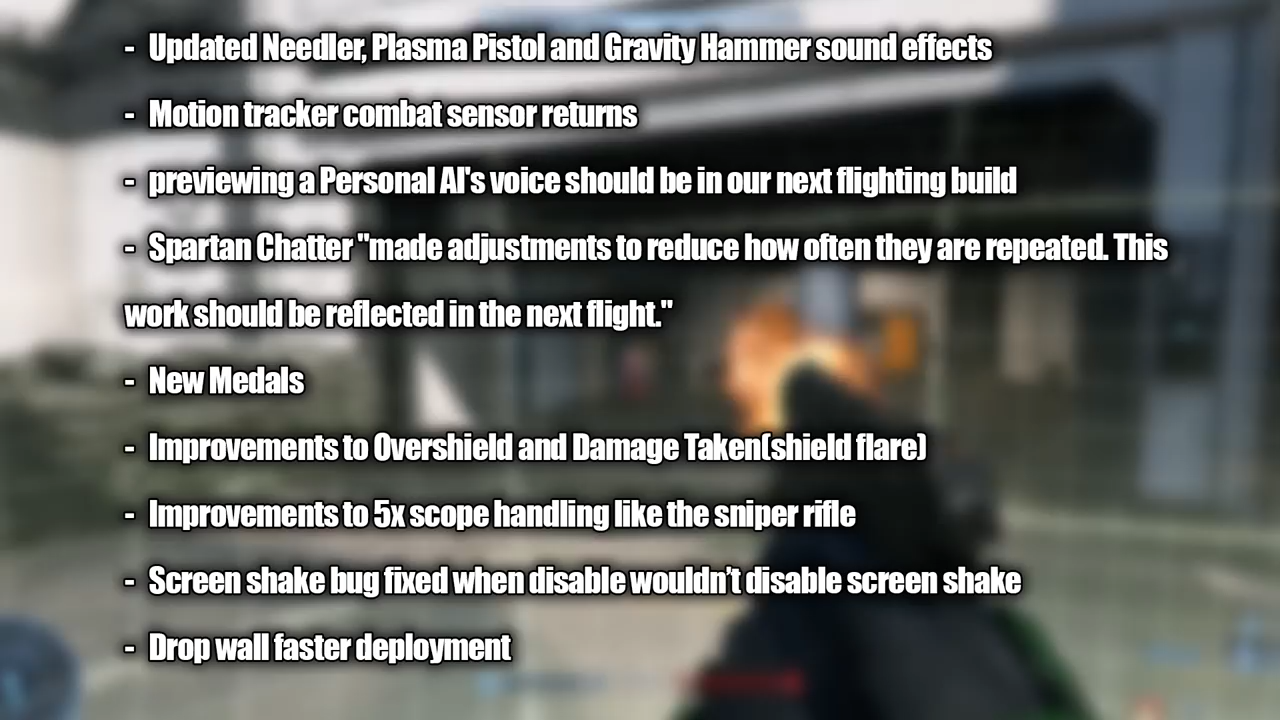 - Updated Needler, Plasma Pistol and Gravity Hammer sound effects
- Motion tracker combat sensor returns
- previewing a Personal AI's voice should be in our next flighting build
- Spartan Chatter "made adjustments to reduce how often they are repeated. This
work should be reflected in the next flight."
- New Medals
- Improvements to Overshield and Damage Taken(shield flare)
- Improvements to 5x scope handling like the sniper rifle
- Screen shake bug fixed when disable wouldn’t disable screen shake
- Drop wall faster deployment